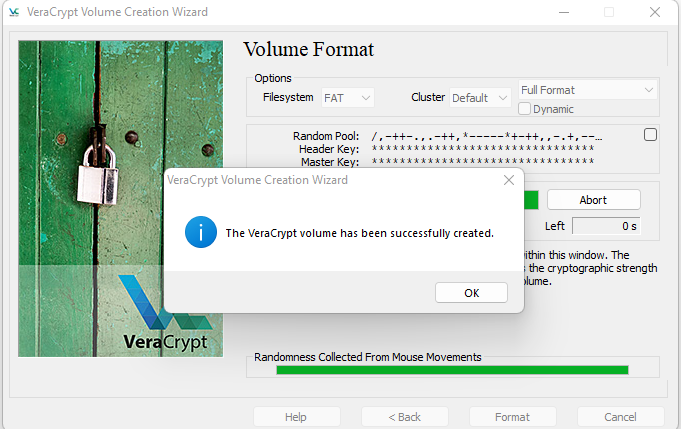 VeraCrypt Volume Creation Wizard
Volume Format
Options
Filesystem FAT Cluster Default Full Format
Dynamic
Random Pool: /,-++-.,.-++,*-----*+-++,,-.+,--...
Header Key: *********************************
Master Key: *********************************
VeraCrypt Volume Creation Wizard
Abort
Left 0 s
The VeraCrypt volume has been successfully created.
ithin this window. The
s the cryptographic strength
olume.
OK
VeraCrypt
Randomness Collected From Mouse Movements
Help < Back Format Cancel